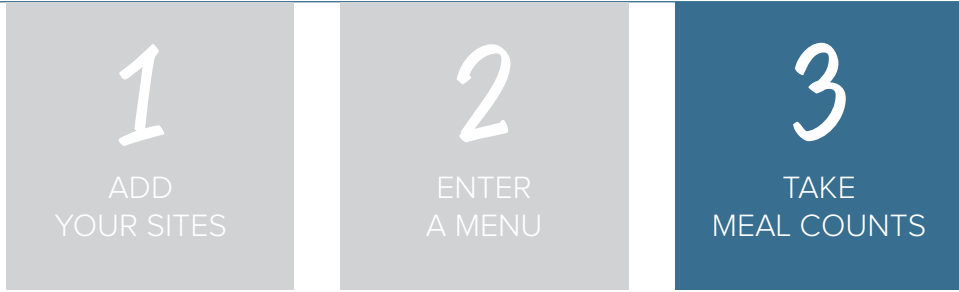 1
ADD
YOUR SITES
2
ENTER
A MENU
3
TAKE
MEAL COUNTS